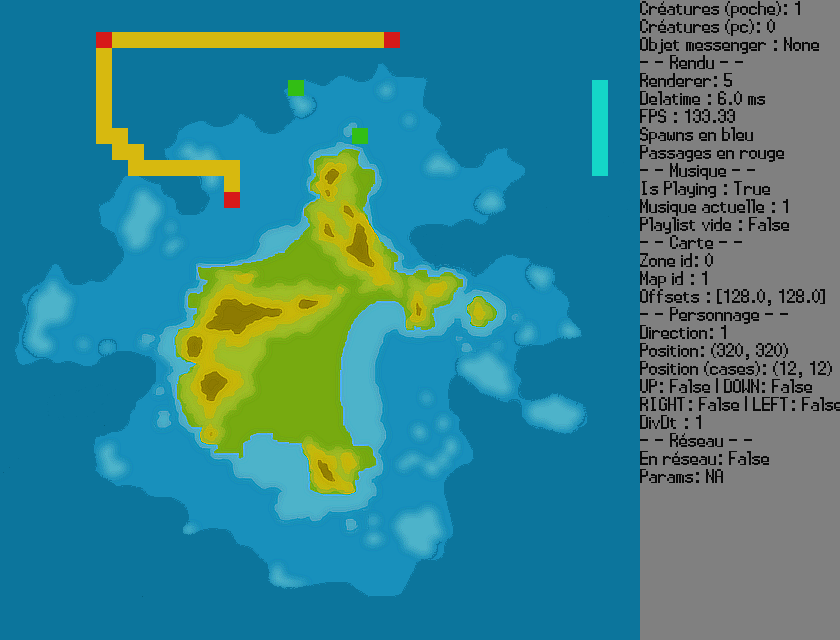 Créatures (poche): 1
Créatures (pc): 0
Objet messenger : None
- - Rendu - -
Renderer: 5
Delatime : 6.0 ms
FPS : 133.33
Spawns en bleu
Passages en rouge
- - Musique - -
Is Playing : True
Musique actuelle : 1
Playlist vide : False
- - Carte - -
Zone id: 0
Map id : 1
Offsets : [128.0, 128.0]
- - Personnage - -
Direction: 1
Position: (320, 320)
Position (cases): (12, 12)
UP: False | DOWN: False
RIGHT: False | LEFT: False
DivDt : 1
- - Réseau - -
En réseau: False
Params: NA